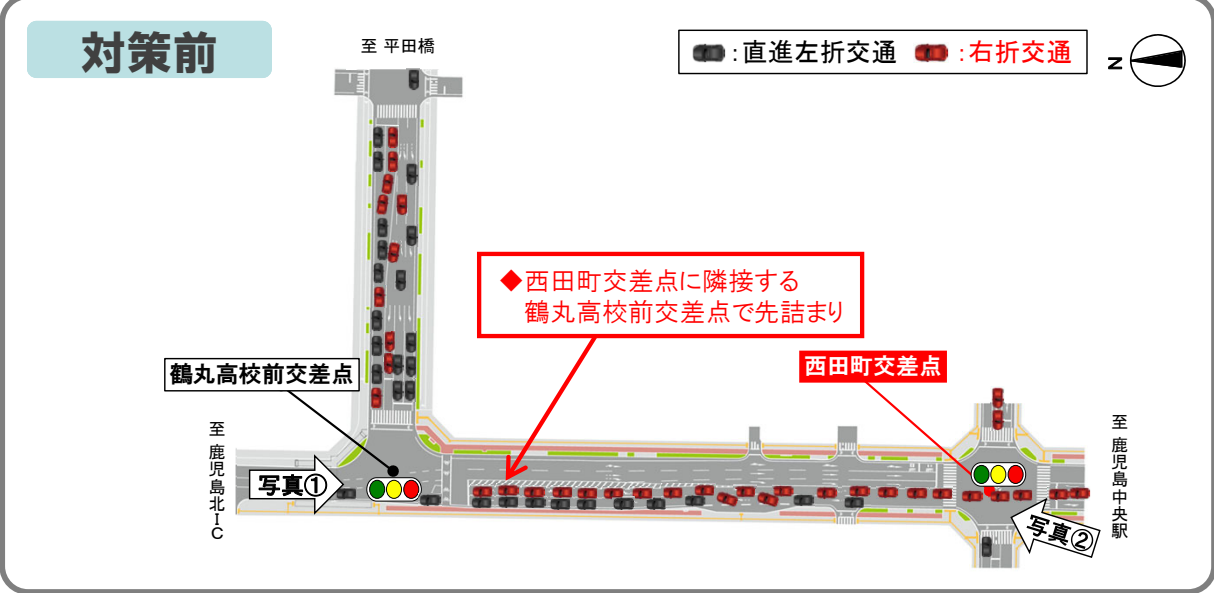 対策前
至 平田橋
：直進左折交通
：右折交通
N
◆西田町交差点に隣接する
鶴丸高校前交差点で先詰まり
鶴丸高校前交差点
西田町交差点
至 鹿児島北ＩＣ
写真①
至 鹿児島中央駅
写真②